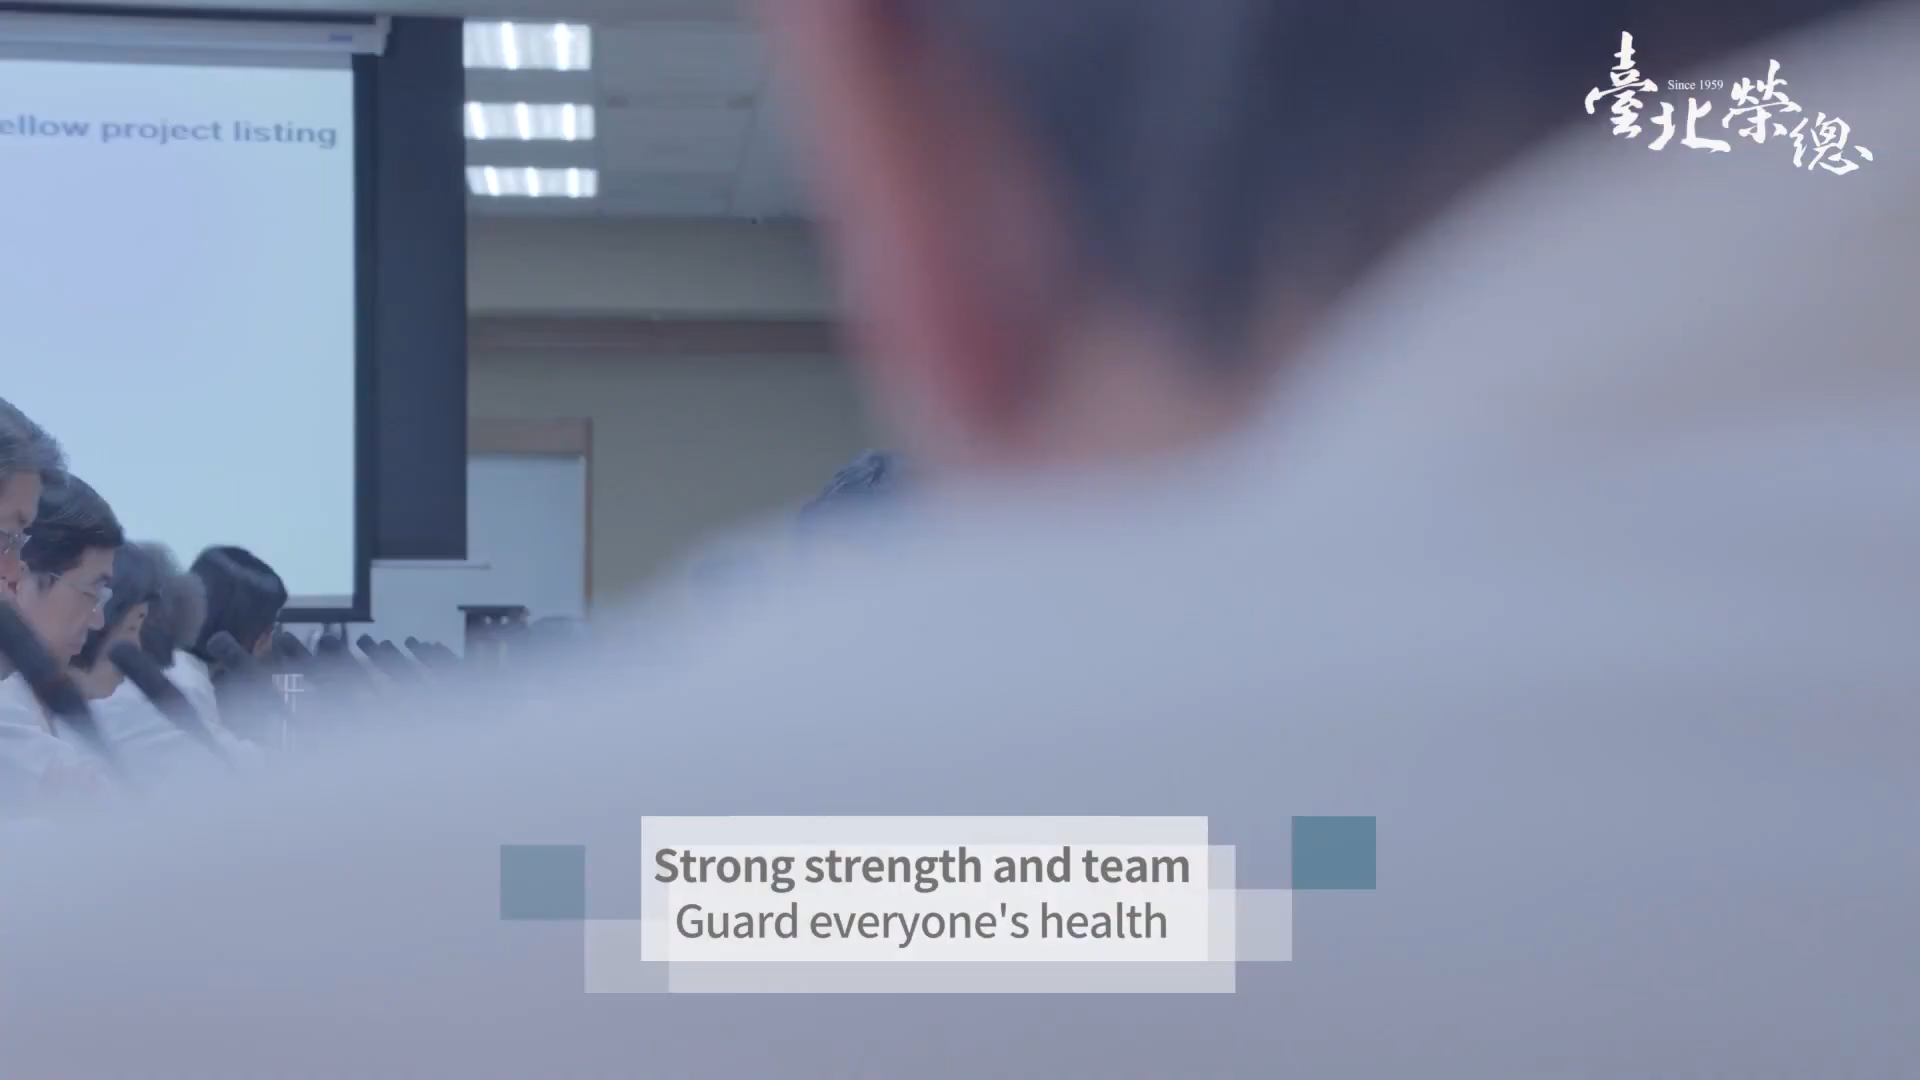 ellow project listing
Since 1959
臺北榮總
Strong strength and team
Guard everyone's health